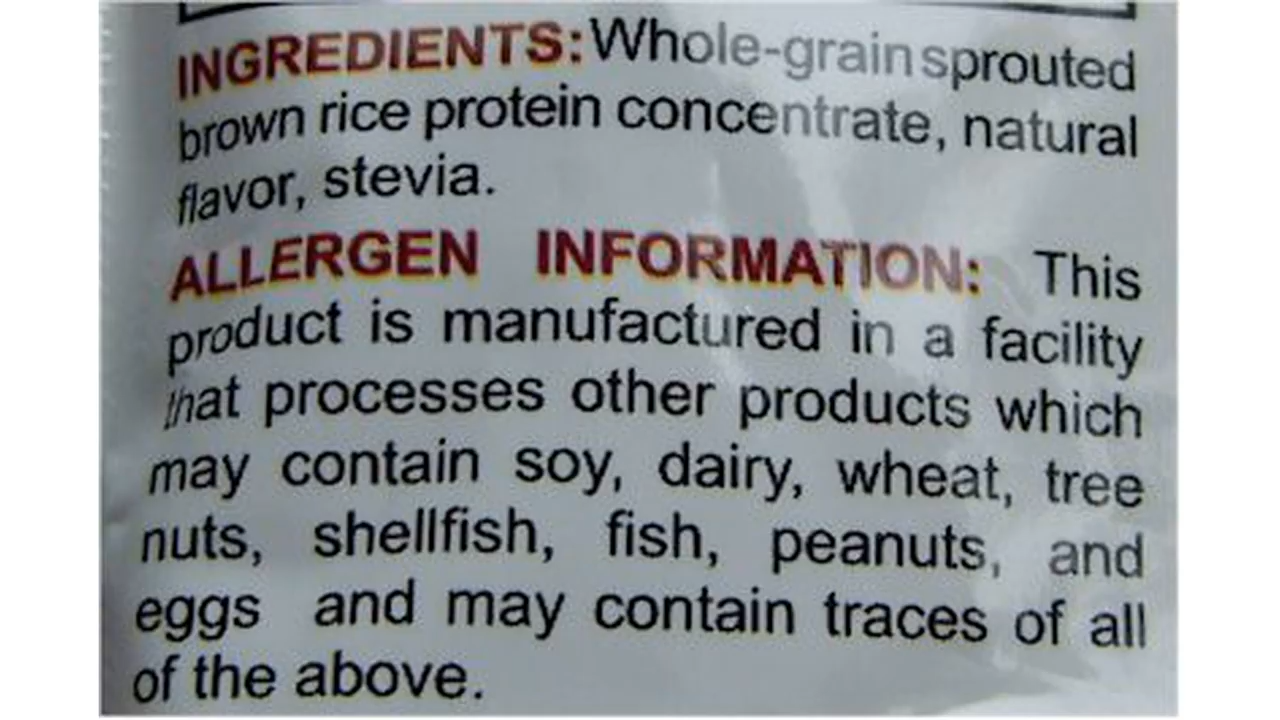 INGREDIENTS: Whole-grain sprouted
brown rice protein concentrate, natural
flavor, stevia.
ALLERGEN INFORMATION: This
product is manufactured in a facility
that processes other products which
may contain soy, dairy, wheat, tree
nuts, shellfish, fish, peanuts, and
eggs and may contain traces of all
of the above.